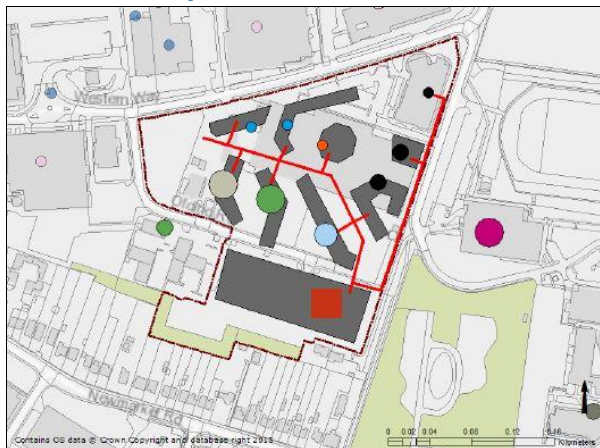 Western Way
Newmarket Rd
Contains OS data © Crown Copyright and database right 2015
0 0.02 0.04 0.08 0.12 0.16
Kilometers